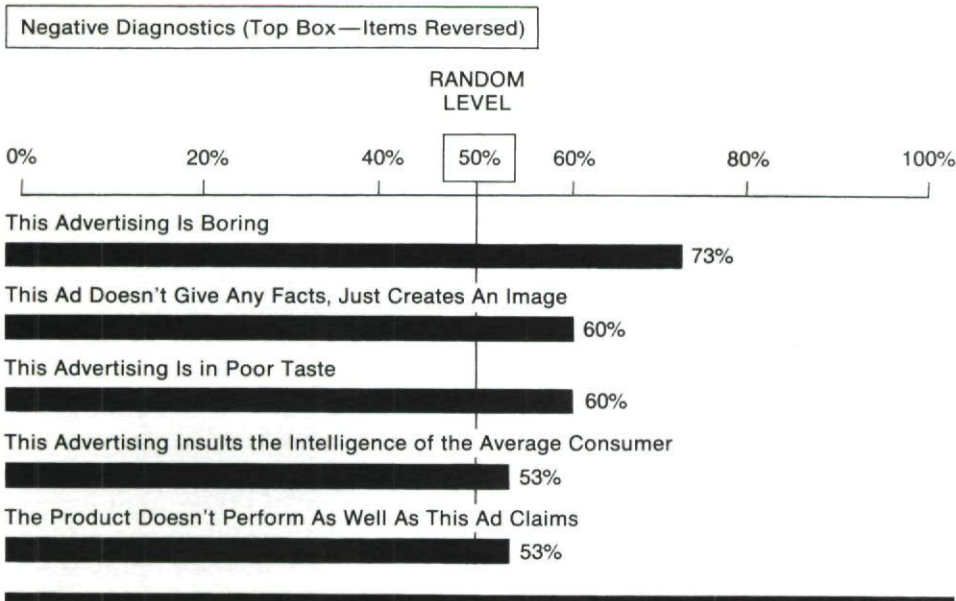 Negative Diagnostics (Top Box—Items Reversed)
RANDOM
LEVEL
0% 20% 40% 50% 60% 80% 100%
This Advertising Is Boring
73%
This Ad Doesn't Give Any Facts, Just Creates An Image
60%
This Advertising Is in Poor Taste
60%
This Advertising Insults the Intelligence of the Average Consumer
53%
The Product Doesn't Perform As Well As This Ad Claims
53%